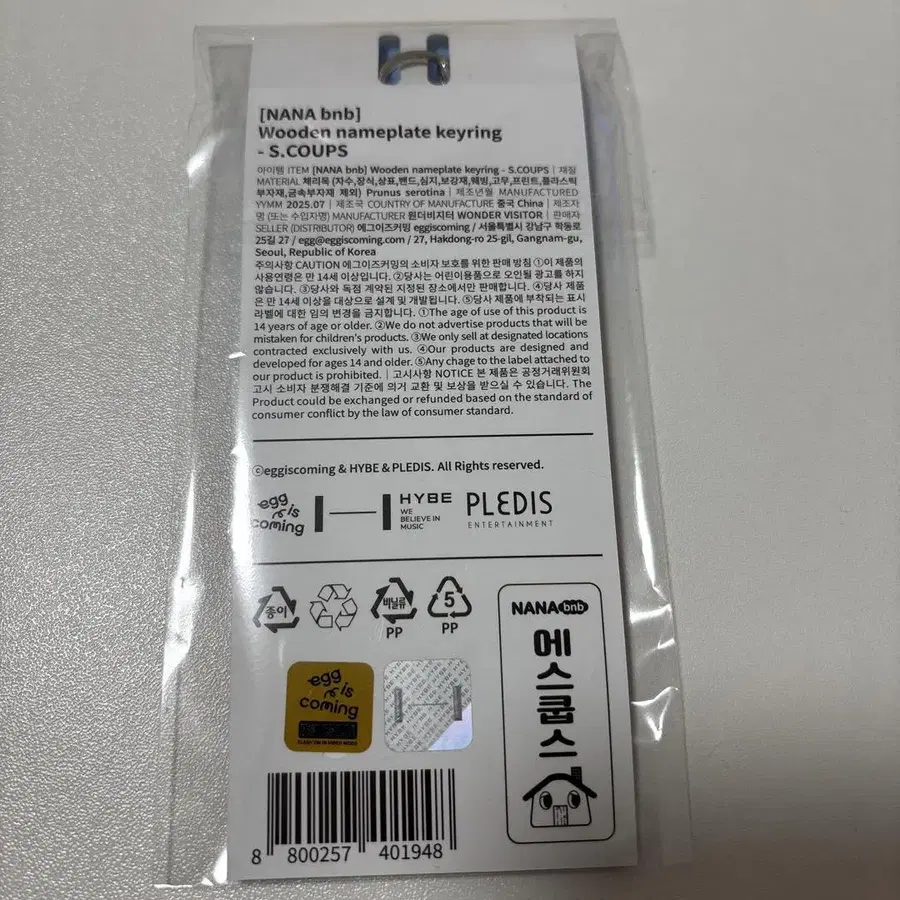 [NANA bnb]
Wooden nameplate keyring
- S.COUPS
아이템 ITEM [NANA bnb] Wooden nameplate keyring - S.COUPS | 재질
MATERIAL 체리목 (자수,장식,상표,밴드,심지,보강재,웨빙,고무,프린트,플라스틱
부자재,금속부자재 제외) Prunus serotina | 제조년월 MANUFACTURED
YYMM 2025.07 | 제조국 COUNTRY OF MANUFACTURE 중국 China | 제조자
명 (또는 수입자명) MANUFACTURER 원더비지터 WONDER VISITOR | 판매자
SELLER (DISTRIBUTOR) 에그이즈커밍 eggiscoming / 서울특별시 강남구 학동로
25길 27 / egg@eggiscoming.com / 27, Hakdong-ro 25-gil, Gangnam-gu,
Seoul, Republic of Korea
주의사항 CAUTION 에그이즈커밍의 소비자 보호를 위한 판매 방침 ①이 제품의
사용연령은 만 14세 이상입니다. ②당사는 어린이용품으로 오인될 광고를 하지
않습니다. ③당사와 독점 계약된 지정된 장소에서만 판매합니다. ④당사 제품
은 만 14세 이상을 대상으로 설계 및 개발됩니다. ⑤당사 제품에 부착되는 표시
라벨에 대한 임의 변경을 금지합니다. ①The age of use of this product is
14 years of age or older. ②We do not advertise products that will be
mistaken for children's products. ③We only sell at designated locations
contracted exclusively with us. ④Our products are designed and
developed for ages 14 and older. ⑤Any chage to the label attached to
our product is prohibited. | 고시사항 NOTICE 본 제품은 공정거래위원회
고시 소비자 분쟁해결 기준에 의거 교환 및 보상을 받으실 수 있습니다. The
Product could be exchanged or refunded based on the standard of
consumer conflict by the law of consumer standard.
©eggiscoming & HYBE & PLEDIS. All Rights reserved.
egg is coming
HYBE
WE
BELIEVE IN
MUSIC
PLEDIS
ENTERTAINMENT
종이
비닐류
PP
5
PP
NANA bnb
에스쿱스
egg is coming
HYBE
8 800257 401948